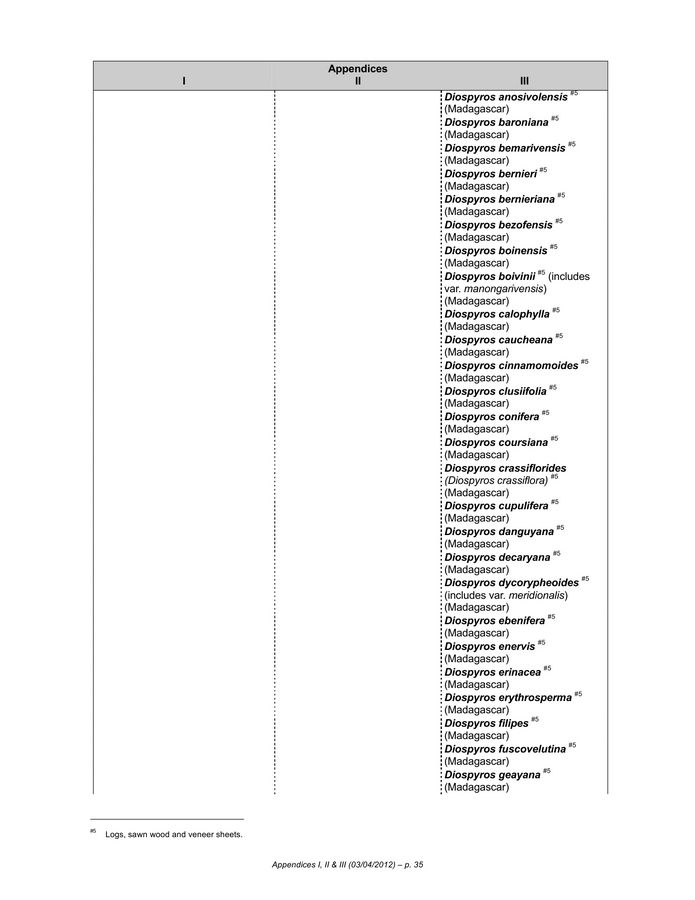 Appendices
I II III
Diospyros anosivolensis #5
(Madagascar)
Diospyros baroniana #5
(Madagascar)
Diospyros bemarivensis #5
(Madagascar)
Diospyros bernieri #5
(Madagascar)
Diospyros bernieriana #5
(Madagascar)
Diospyros bezofensis #5
(Madagascar)
Diospyros boinensis #5
(Madagascar)
Diospyros boivinii #5 (includes
var. manongarivensis)
(Madagascar)
Diospyros calophylla #5
(Madagascar)
Diospyros caucheana #5
(Madagascar)
Diospyros cinnamomoides #5
(Madagascar)
Diospyros clusiifolia #5
(Madagascar)
Diospyros conifera #5
(Madagascar)
Diospyros coursiana #5
(Madagascar)
Diospyros crassiflorides
(Diospyros crassiflora) #5
(Madagascar)
Diospyros cupulifera #5
(Madagascar)
Diospyros danguyana #5
(Madagascar)
Diospyros decaryana #5
(Madagascar)
Diospyros dycorypheoides #5
(includes var. meridionalis)
(Madagascar)
Diospyros ebenifera #5
(Madagascar)
Diospyros enervis #5
(Madagascar)
Diospyros erinacea #5
(Madagascar)
Diospyros erythrosperma #5
(Madagascar)
Diospyros filipes #5
(Madagascar)
Diospyros fuscovelutina #5
(Madagascar)
Diospyros geayana #5
(Madagascar)
#5 Logs, sawn wood and veneer sheets.
Appendices I, II & III (03/04/2012) – p. 35